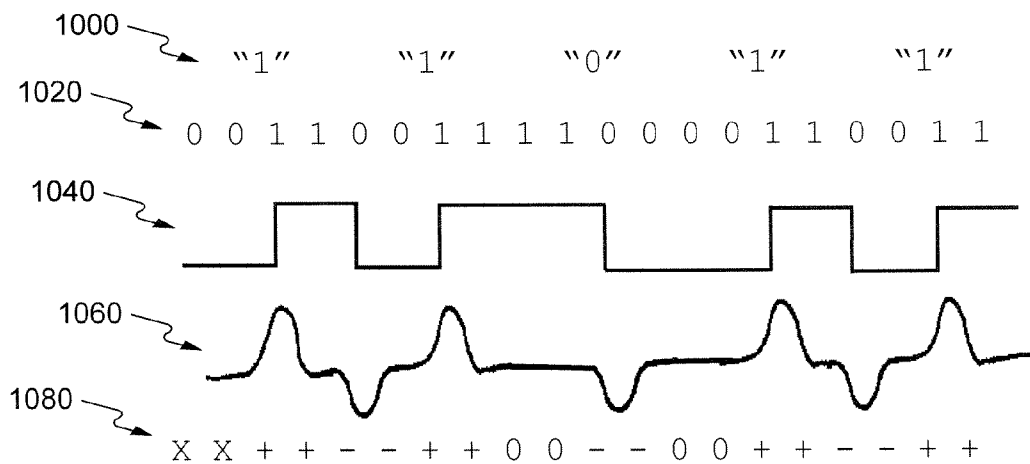 1000
“1” “1” “0” “1” “1”
1020
0 0 1 1 0 0 1 1 1 1 0 0 0 0 1 1 0 0 1 1
1040
1060
1080
X X + + - - + + 0 0 - - 0 0 + + - - + +